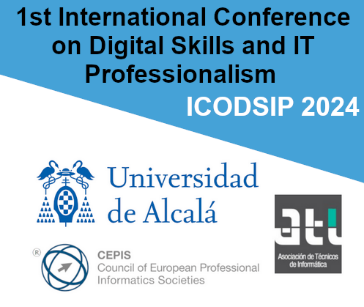 1st International Conference
on Digital Skills and IT
Professionalism
ICODSIP 2024
Universidad
de Alcalá
ati
Asociación de Técnicos
de Informática
®
CEPIS
Council of European Professional
Informatics Societies